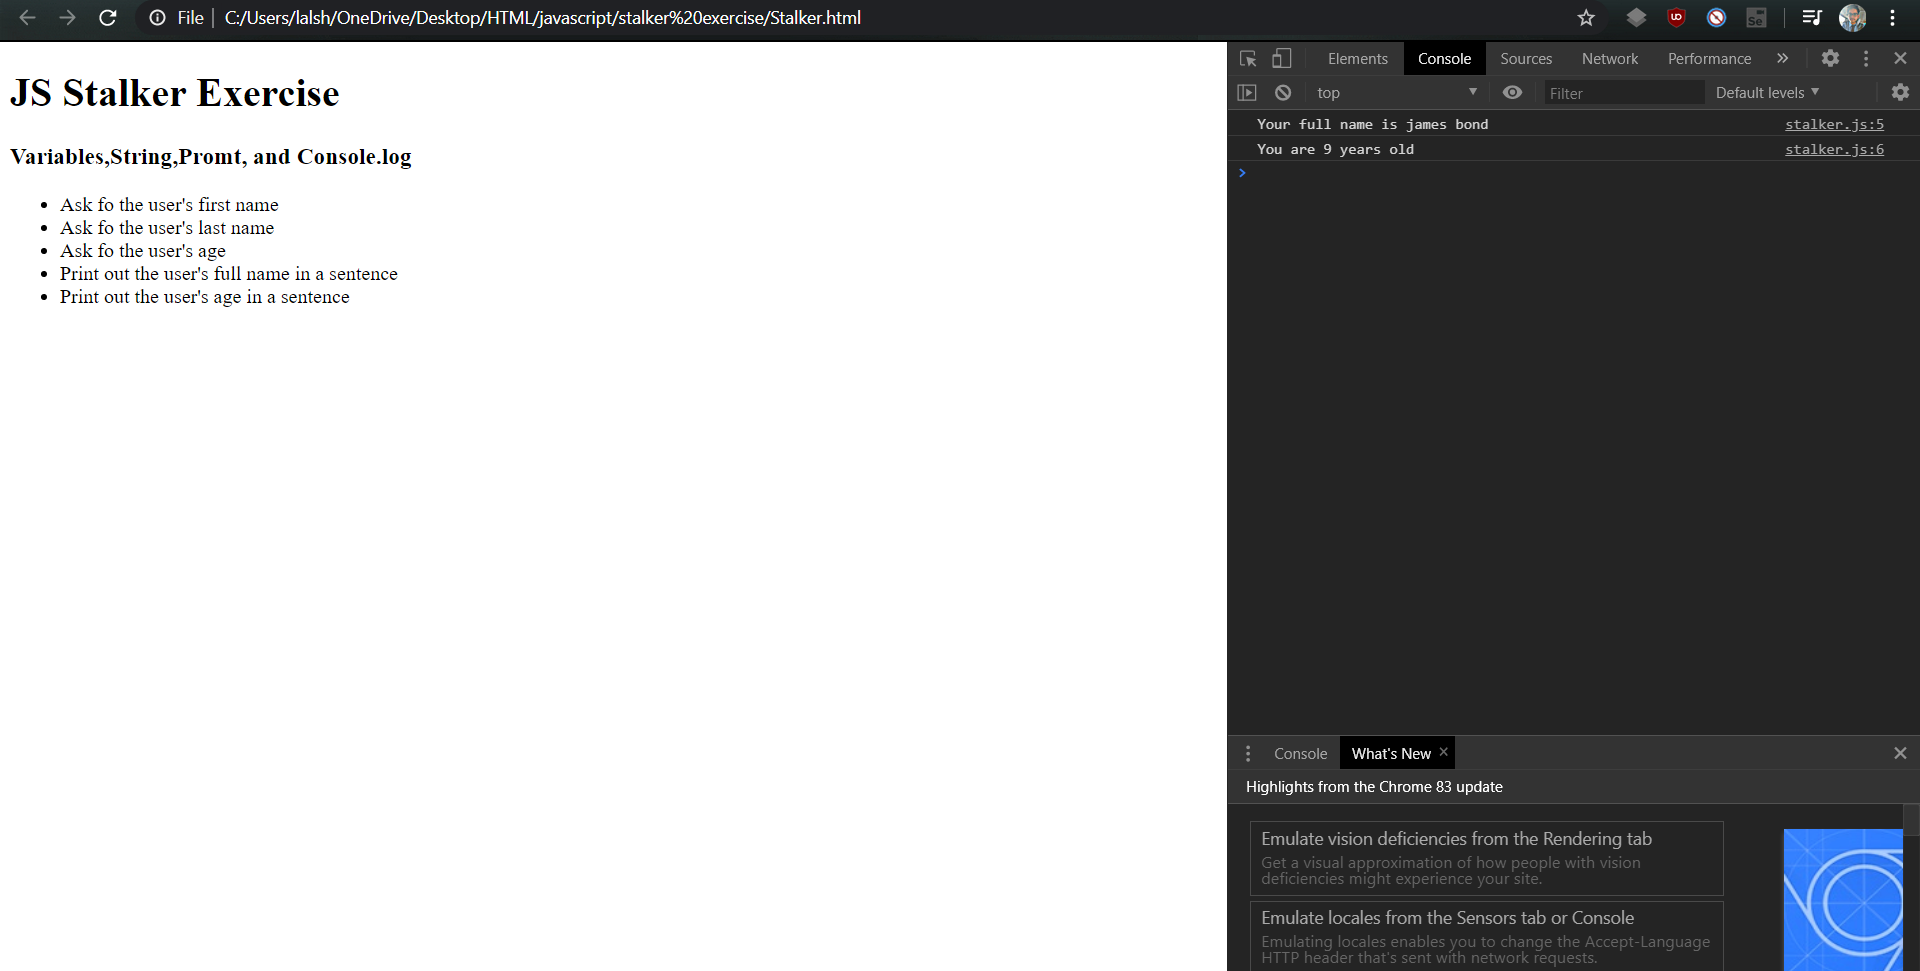 File | C:/Users/lalsh/OneDrive/Desktop/HTML/javascript/stalker%20exercise/Stalker.html
JS Stalker Exercise
Variables,String,Promt, and Console.log
• Ask fo the user's first name
• Ask fo the user's last name
• Ask fo the user's age
• Print out the user's full name in a sentence
• Print out the user's age in a sentence
Elements Console Sources Network Performance »
top Filter Default levels
Your full name is james bond stalker.js:5
You are 9 years old stalker.js:6
>
Console What's New
Highlights from the Chrome 83 update
Emulate vision deficiencies from the Rendering tab
Get a visual approximation of how people with vision
deficiencies might experience your site.
Emulate locales from the Sensors tab or Console
Emulating locales enables you to change the Accept-Language
HTTP header that's sent with network requests.